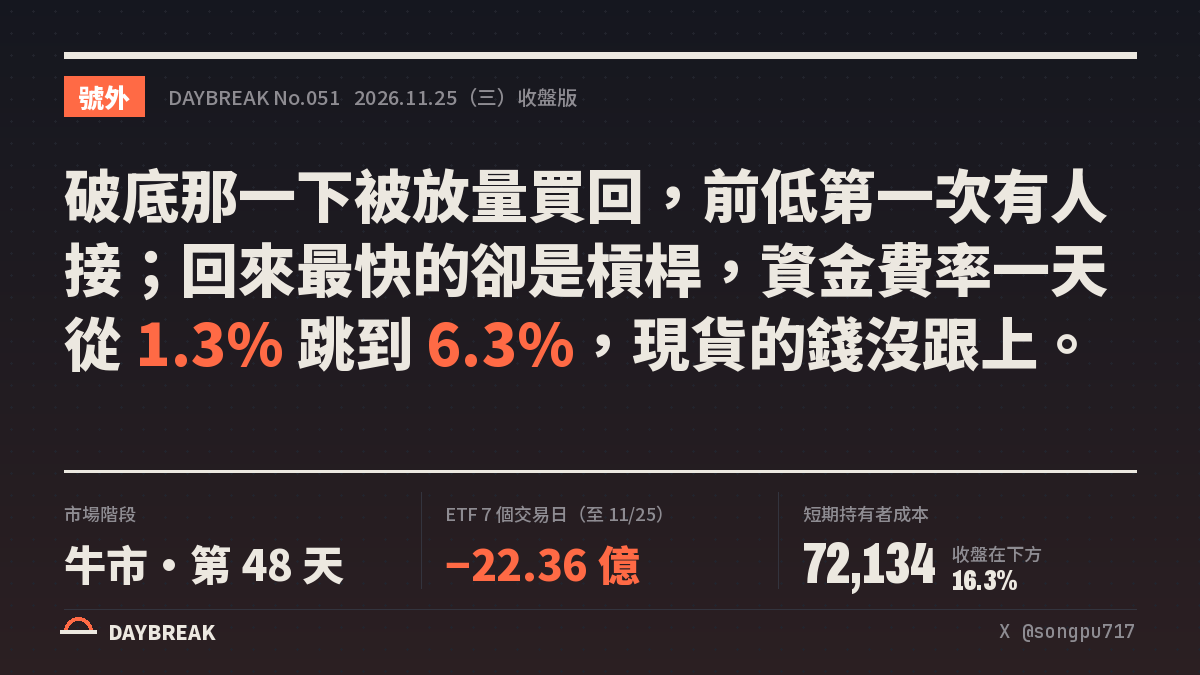 號外
DAYBREAK No.051 2026.11.25（三）收盤版
破底那一下被放量買回，前低第一次有人
接；回來最快的卻是槓桿，資金費率一天
從 1.3% 跳到 6.3%，現貨的錢沒跟上。
市場階段
牛市・第 48 天
ETF 7 個交易日（至 11/25）
−22.36 億
短期持有者成本
72,134 收盤在下方
16.3%
DAYBREAK
X @songpu717